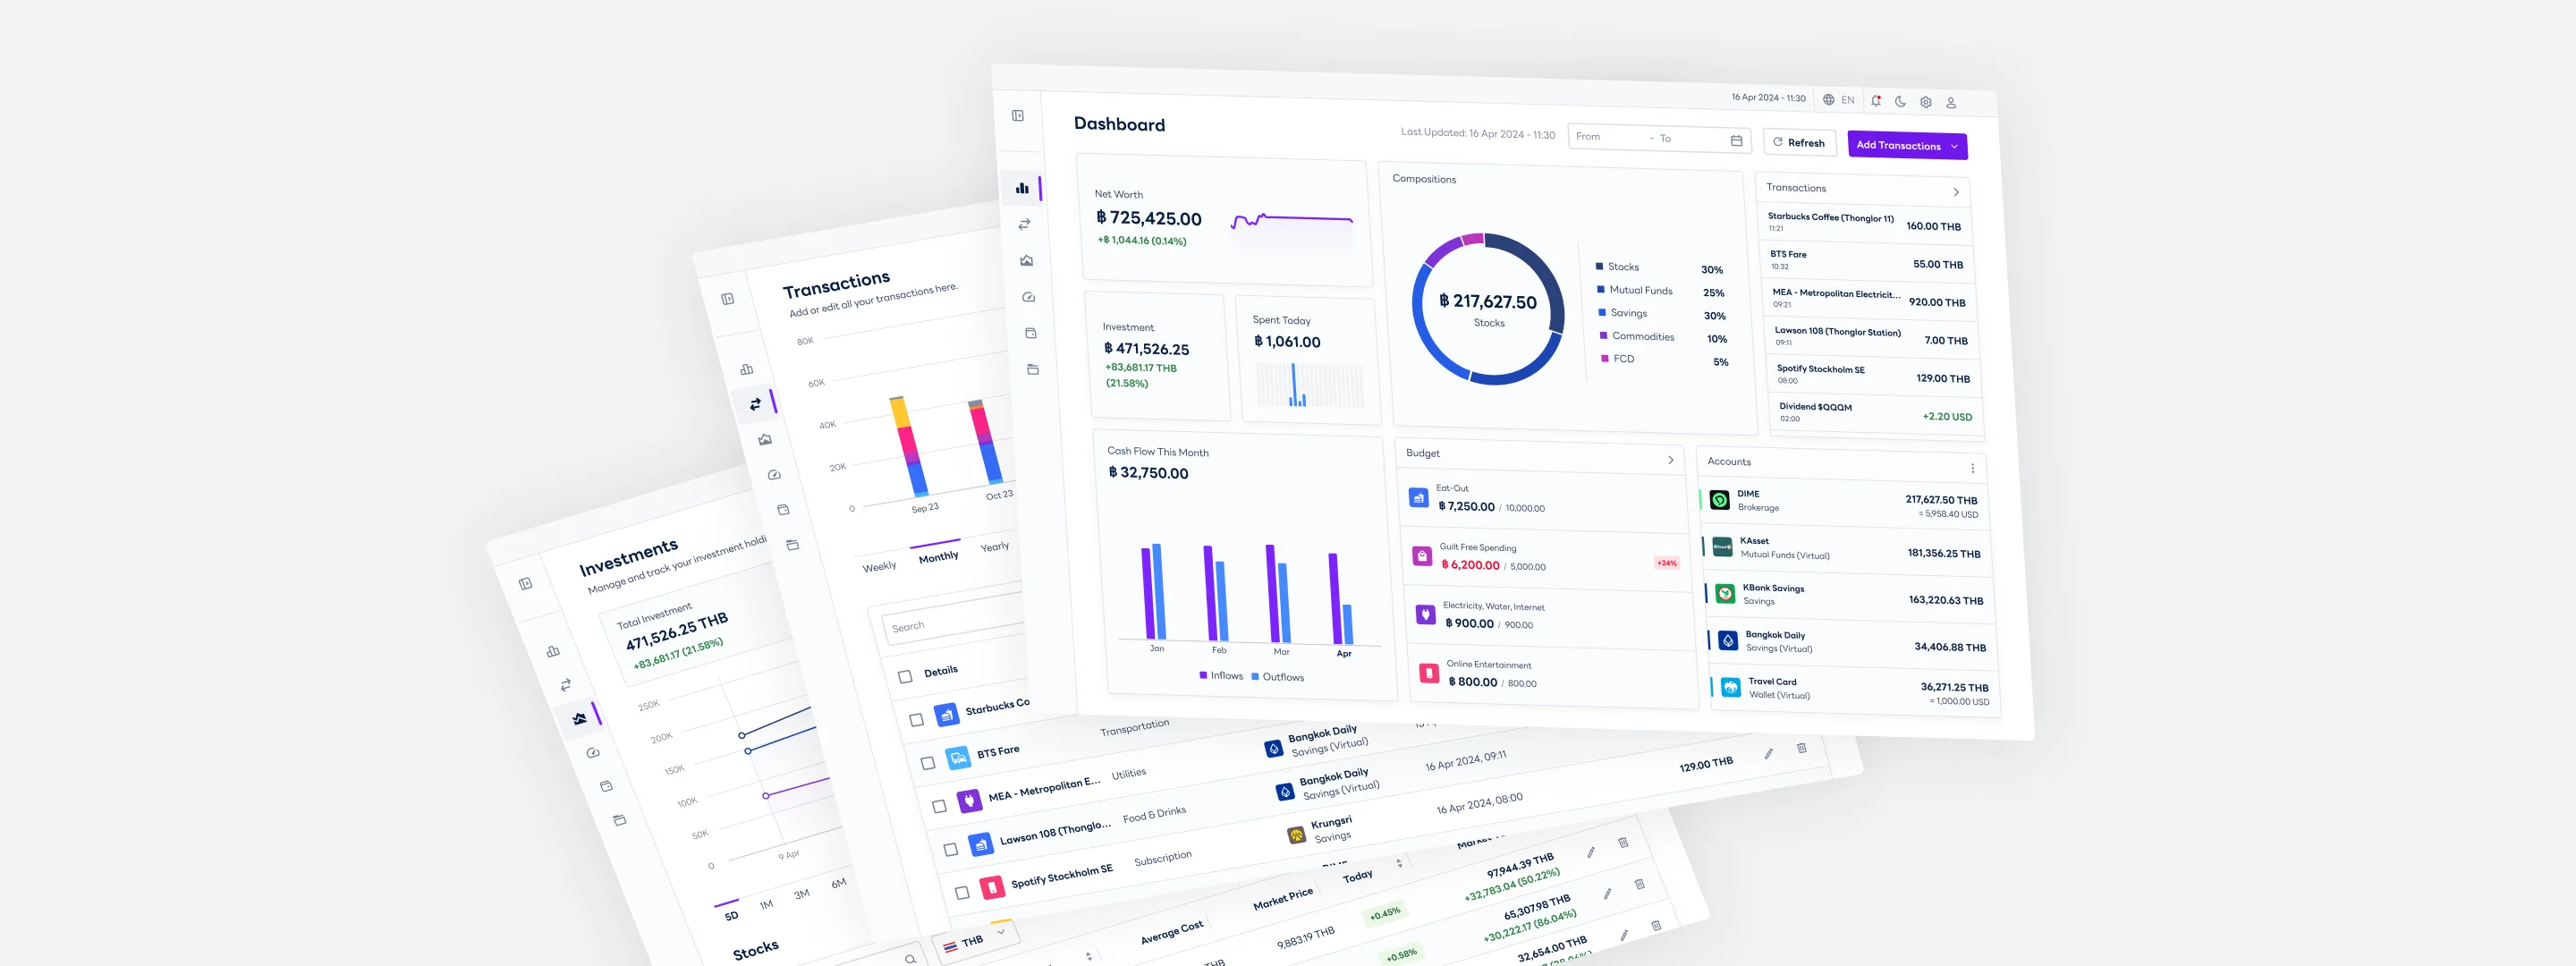 16 Apr 2024 - 11:30
EN
Dashboard
Last Updated: 16 Apr 2024 - 11:30
From - To
Refresh
Add Transactions
Net Worth
฿ 725,425.00
+฿ 1,044.16 (0.14%)
Investment
฿ 471,526.25
+83,681.17 THB
(21.58%)
Spent Today
฿ 1,061.00
Compositions
฿ 217,627.50
Stocks
Stocks 30%
Mutual Funds 25%
Savings 30%
Commodities 10%
FCD 5%
Transactions
Starbucks Coffee (Thonglor 11) 160.00 THB
11:21
BTS Fare 55.00 THB
10:32
MEA - Metropolitan Electricit... 920.00 THB
09:21
Lawson 108 (Thonglor Station) 7.00 THB
09:11
Spotify Stockholm SE 129.00 THB
08:00
Dividend $QQQM +2.20 USD
02:00
Cash Flow This Month
฿ 32,750.00
Jan Feb Mar Apr
Inflows Outflows
Budget
Eat-Out
฿ 7,250.00 / 10,000.00
Guilt Free Spending
฿ 6,200.00 / 5,000.00 +24%
Electricity, Water, Internet
฿ 900.00 / 900.00
Online Entertainment
฿ 800.00 / 800.00
Accounts
DIME 217,627.50 THB
Brokerage = 5,958.40 USD
KAsset
Mutual Funds (Virtual) 181,356.25 THB
KBank Savings
Savings 163,220.63 THB
Bangkok Daily
Savings (Virtual) 34,406.88 THB
Travel Card 36,271.25 THB
Wallet (Virtual) = 1,000.00 USD
Transactions
Add or edit all your transactions here.
80K
60K
40K
20K
0
Sep 23 Oct 23
Weekly Monthly Yearly
Search
Details
Starbucks Co
BTS Fare Transportation Bangkok Daily
Savings (Virtual)
MEA - Metropolitan E... Utilities Bangkok Daily 16 Apr 2024, 09:11
Savings (Virtual)
Lawson 108 (Thonglo... Food & Drinks Krungsri 16 Apr 2024, 08:00 129.00 THB
Savings
Spotify Stockholm SE Subscription
Investments
Manage and track your investment holdi
Total Investment
471,526.25 THB
+83,681.17 (21.58%)
250K
200K
150K
100K
50K
0
9 Apr
5D 1M 3M 6M
Stocks
THB
Average Cost Market Price Today
9,883.19 THB +0.45% 97,944.39 THB
+32,783.04 (50.22%)
THB +0.58% 65,307.98 THB
+30,222.17 (86.04%)
32,654.00 THB